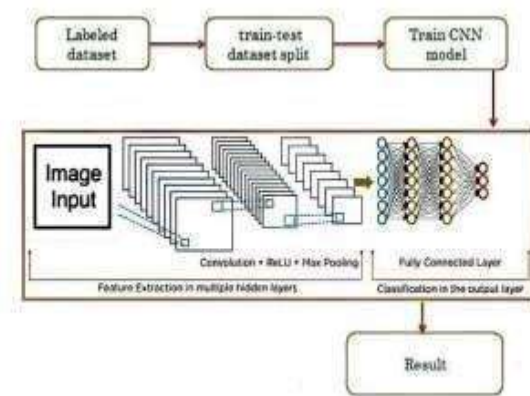 Labeled
dataset
train-test
dataset split
Train CNN
model
Image
Input
Convolution + ReLU + Max Pooling
Fully Connected Layer
Feature Extraction in multiple hidden layers
Classification in the output layer
Result